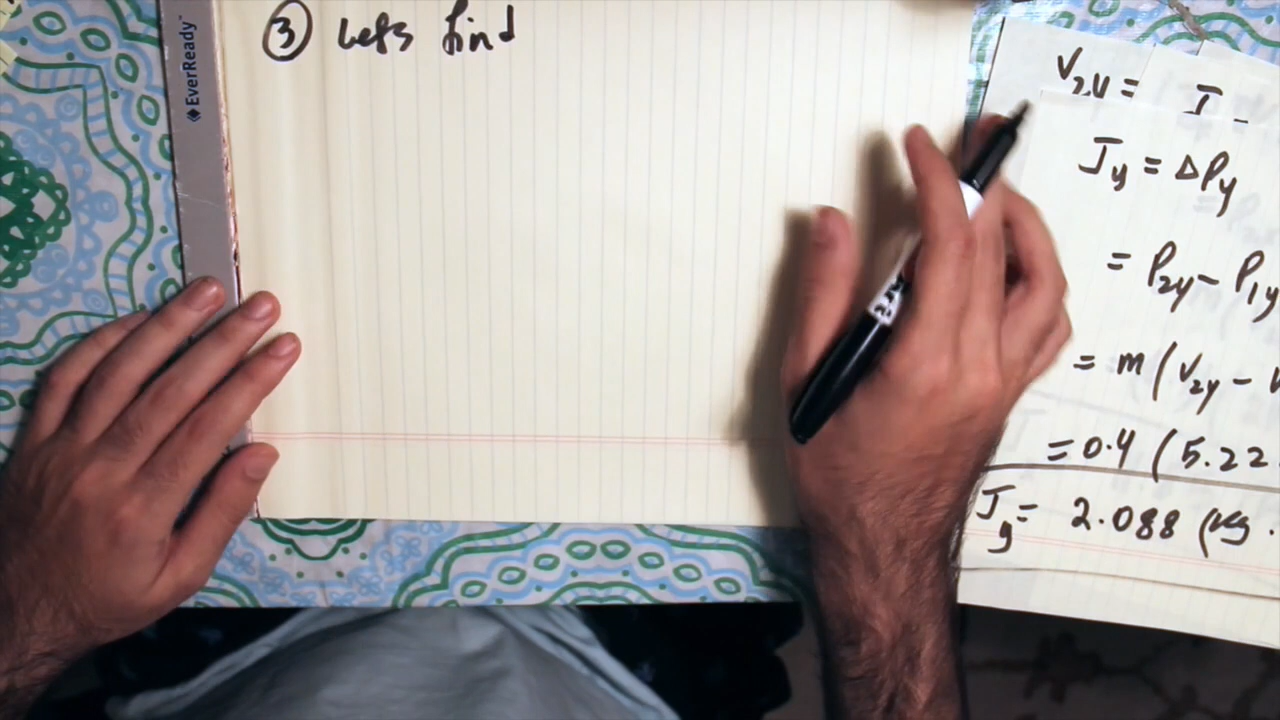 ③ Lets find
EverReady
V2y = J -
Jy = ΔPy
= P2y - P1y
= m (V2y - V
= 0.4 (5.22
Jy = 2.088 (kg .